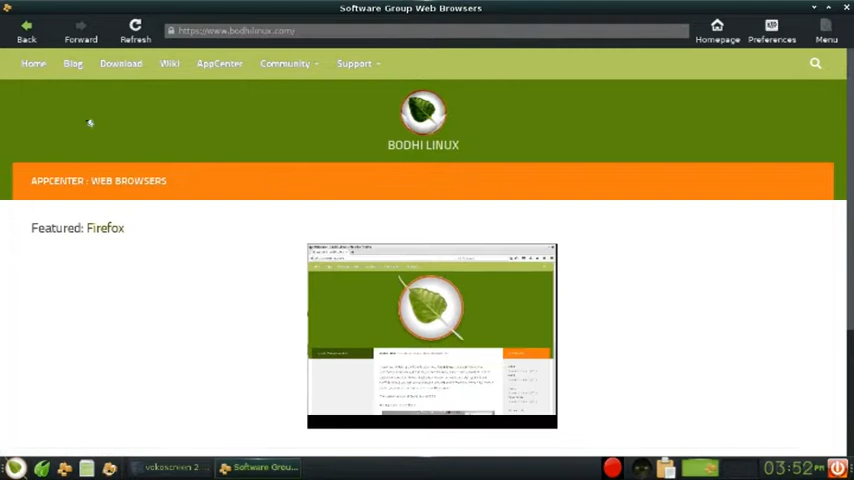 Software Group Web Browsers
Back Forward Refresh https://www.bodhilinux.com/ Homepage Preferences Menu
Home Blog Download Wiki AppCenter Community Support
BODHI LINUX
APPCENTER : WEB BROWSERS
Featured: Firefox
vokoscreen 2 ... Software Grou... 03:52 PM